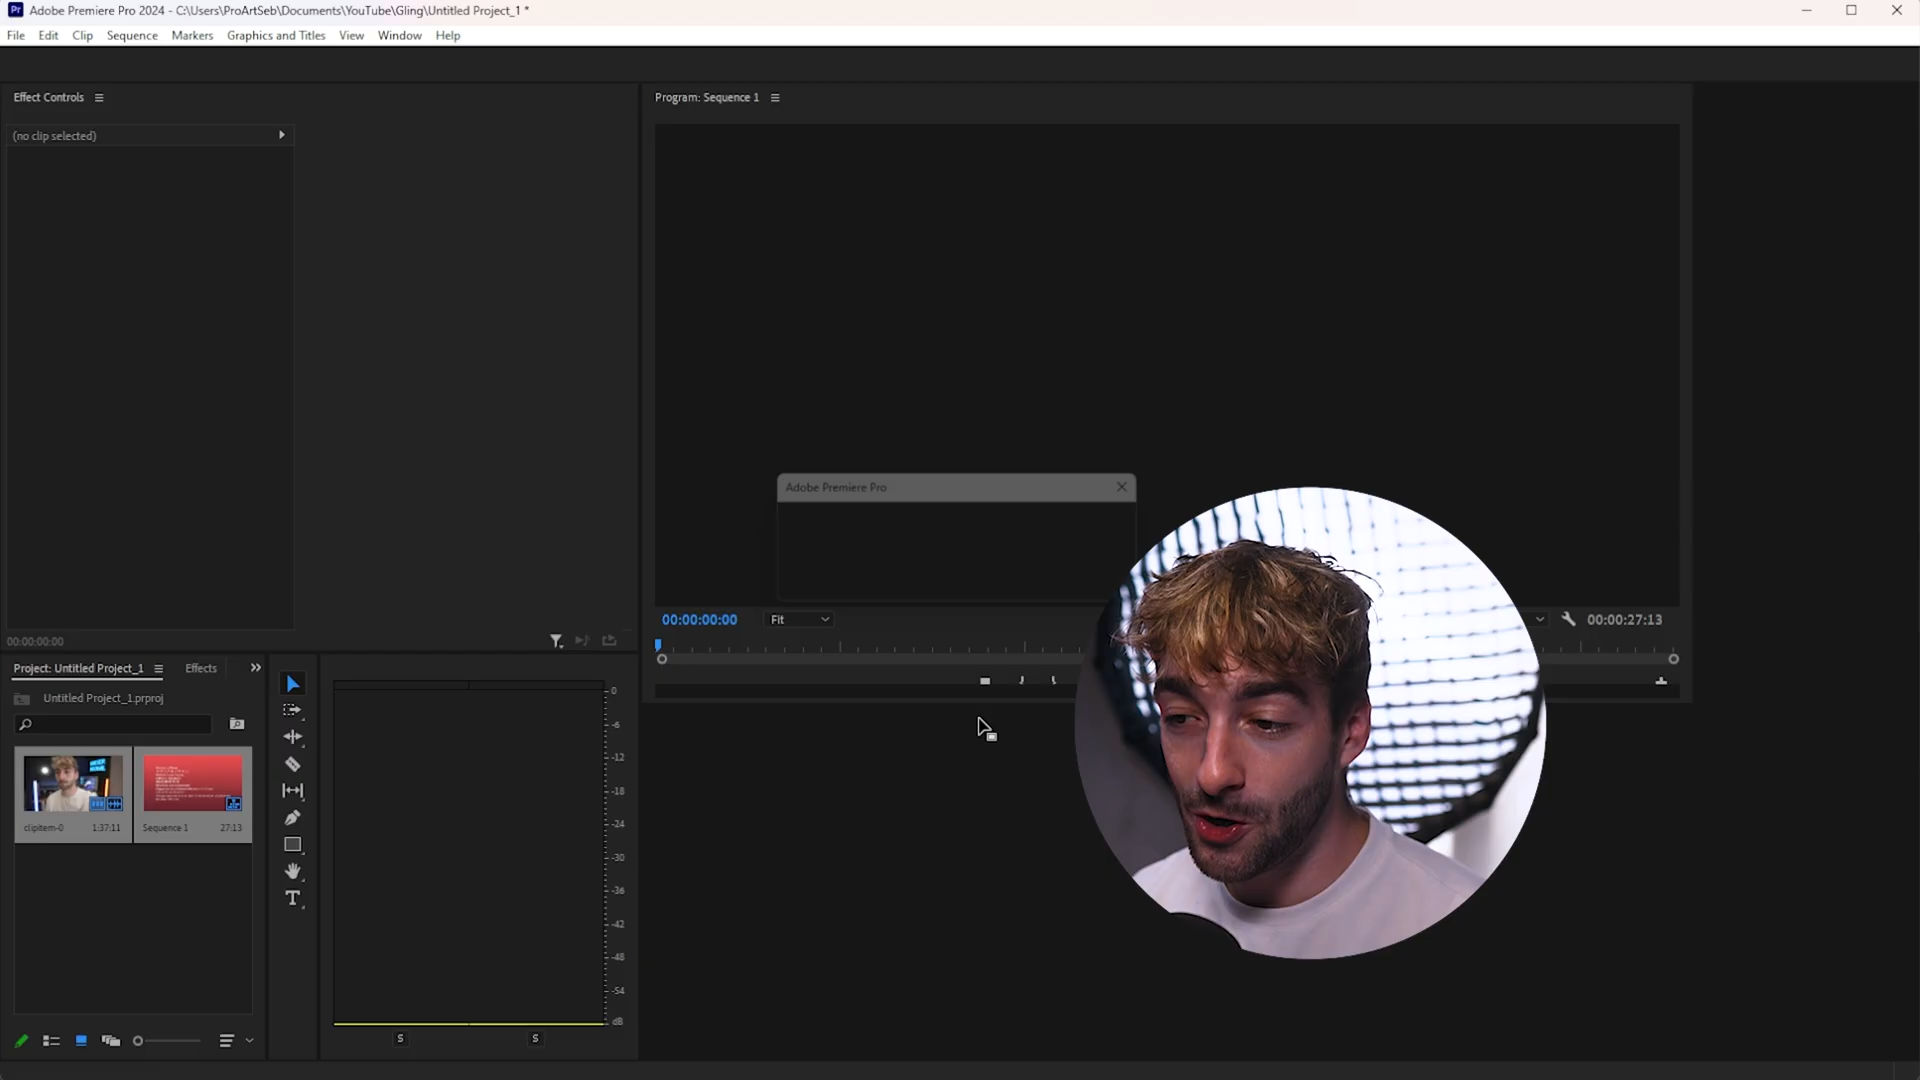 Adobe Premiere Pro 2024 - C:\Users\ProArtSeb\Documents\YouTube\Gling\Untitled Project_1 *
File Edit Clip Sequence Markers Graphics and Titles View Window Help
Effect Controls
Program: Sequence 1
(no clip selected)
Adobe Premiere Pro
00:00:00:00
Fit
00:00:27:13
00:00:00:00
Project: Untitled Project_1
Effects
Untitled Project_1.prproj
clipitem-0 1:37:11
Sequence 1 27:13
0
-6
-12
-18
-24
-30
-36
-42
-48
-54
dB
S S